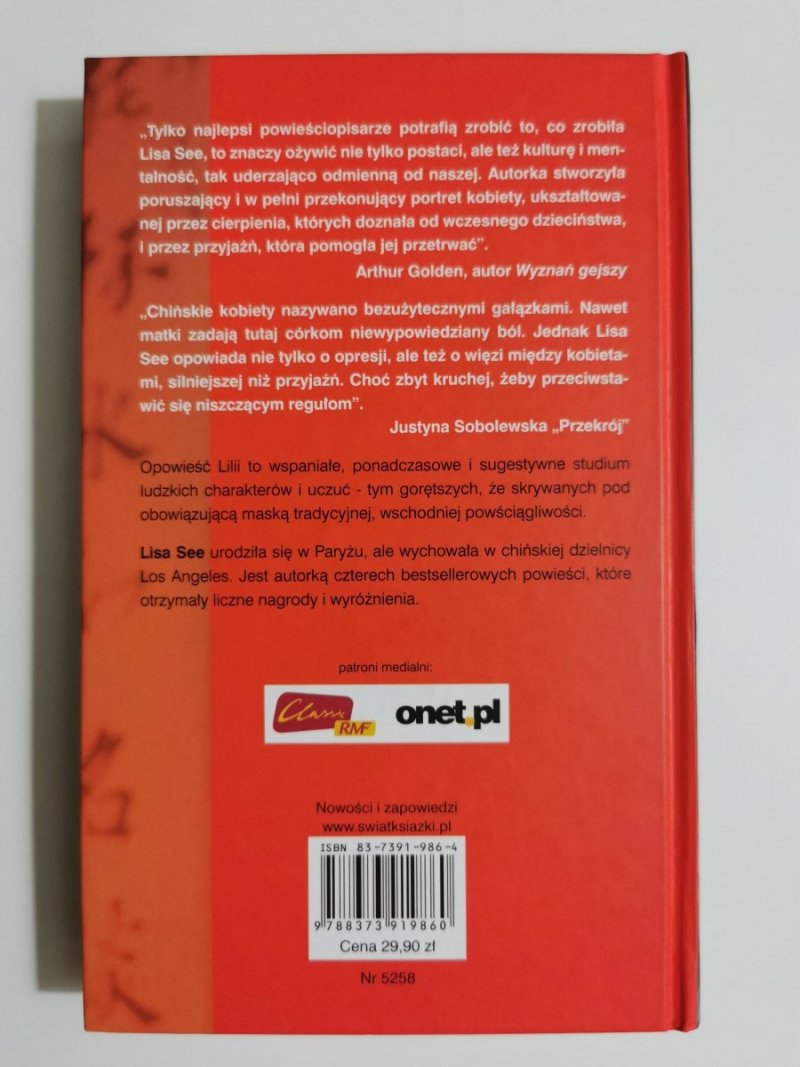 „Tylko najlepsi powieściopisarze potrafią zrobić to, co zrobiła
Lisa See, to znaczy ożywić nie tylko postaci, ale też kulturę i men-
talność, tak uderzająco odmienną od naszej. Autorka stworzyła
poruszający i w pełni przekonujący portret kobiety, ukształtowa-
nej przez cierpienia, których doznała od wczesnego dzieciństwa,
i przez przyjaźń, która pomogła jej przetrwać”.
Arthur Golden, autor Wyznań gejszy
„Chińskie kobiety nazywano bezużytecznymi gałązkami. Nawet
matki zadają tutaj córkom niewypowiedziany ból. Jednak Lisa
See opowiada nie tylko o opresji, ale też o więzi między kobieta-
mi, silniejszej niż przyjaźń. Choć zbyt kruchej, żeby przeciwsta-
wić się niszczącym regułom”.
Justyna Sobolewska „Przekrój”
Opowieść Lilii to wspaniałe, ponadczasowe i sugestywne studium
ludzkich charakterów i uczuć - tym gorętszych, że skrywanych pod
obowiązującą maską tradycyjnej, wschodniej powściągliwości.
Lisa See urodziła się w Paryżu, ale wychowała w chińskiej dzielnicy
Los Angeles. Jest autorką czterech bestsellerowych powieści, które
otrzymały liczne nagrody i wyróżnienia.
patroni medialni:
Classic RMF onet.pl
Nowości i zapowiedzi
www.swiatksiazki.pl
ISBN 83-7391-986-4
9 788373 919860
Cena 29,90 zł
Nr 5258